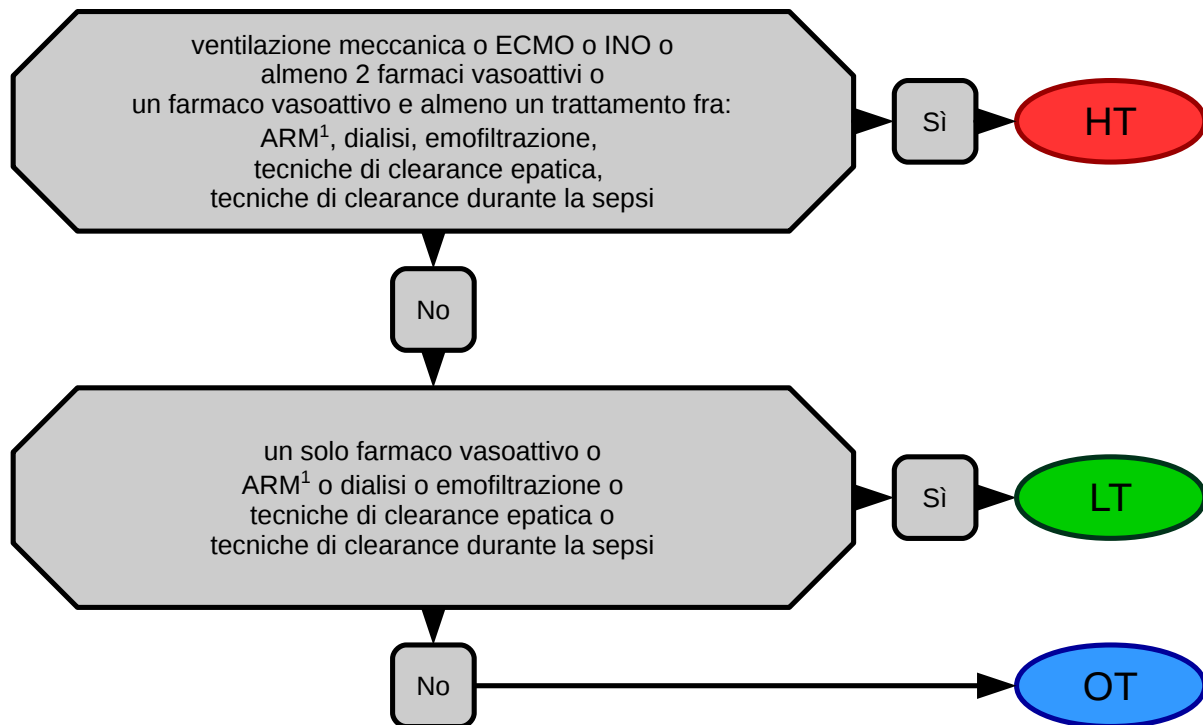 ventilazione meccanica o ECMO o INO o
almeno 2 farmaci vasoattivi o
un farmaco vasoattivo e almeno un trattamento fra:
ARM¹, dialisi, emofiltrazione,
tecniche di clearance epatica,
tecniche di clearance durante la sepsi
Sì
HT
No
un solo farmaco vasoattivo o
ARM¹ o dialisi o emofiltrazione o
tecniche di clearance epatica o
tecniche di clearance durante la sepsi
Sì
LT
No
OT